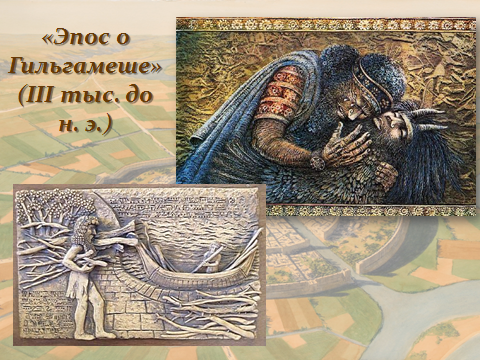 «Эпос о
Гильгамеше»
(III тыс. до
н. э.)